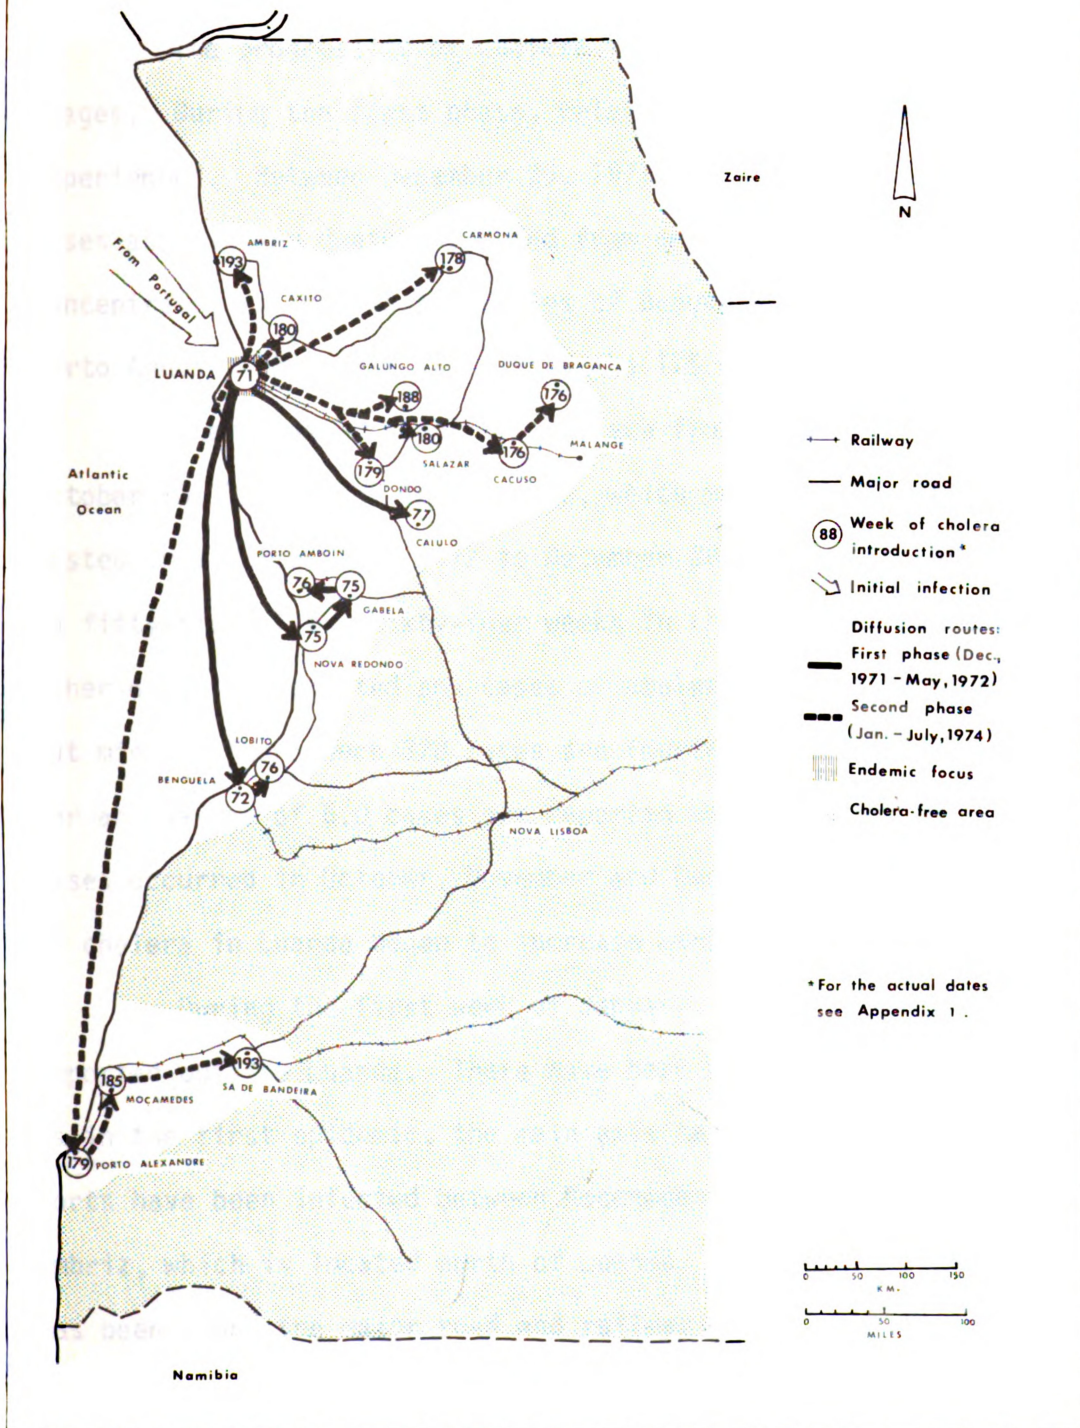 Zaire
N
AMBRIZ
193
CARMONA
178
From Portugal
CAXITO
180
LUANDA
71
GALUNGO ALTO
188
DUQUE DE BRAGANCA
176
180
SALAZAR
176
CACUSO
MALANGE
179
DONDO
77
CALULO
Atlantic
Ocean
PORTO AMBOIN
76
75
GABELA
75
NOVA REDONDO
LOBITO
76
BENGUELA
72
NOVA LISBOA
193
SA DE BANDEIRA
185
MOÇAMEDES
179
PORTO ALEXANDRE
Namibia
Railway
Major road
88
Week of cholera
introduction*
Initial infection
Diffusion routes:
First phase (Dec.,
1971 - May, 1972)
Second phase
(Jan. - July, 1974)
Endemic focus
Cholera-free area
*For the actual dates
see Appendix 1 .
0 50 100 150
KM.
0 50 100
MILES